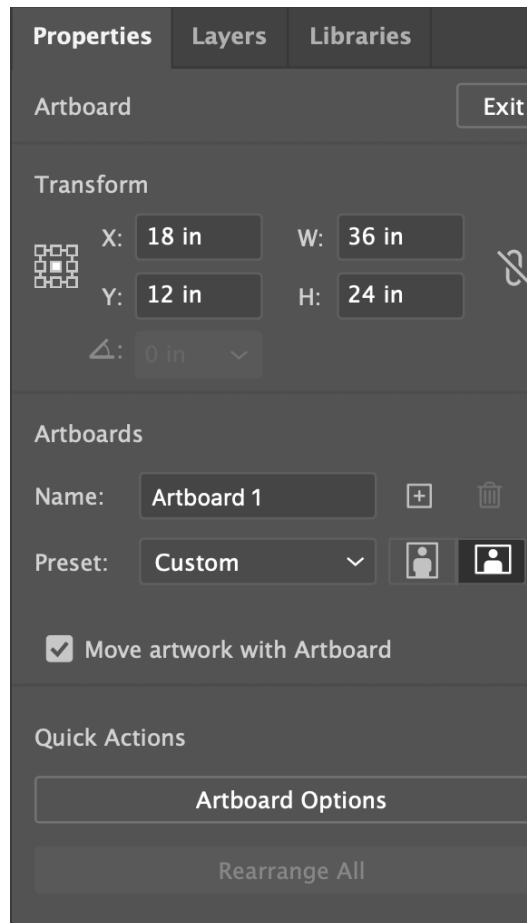 Properties Layers Libraries
Artboard Exit
Transform
X: 18 in W: 36 in
Y: 12 in H: 24 in
: 0 in
Artboards
Name: Artboard 1
Preset: Custom
Move artwork with Artboard
Quick Actions
Artboard Options
Rearrange All